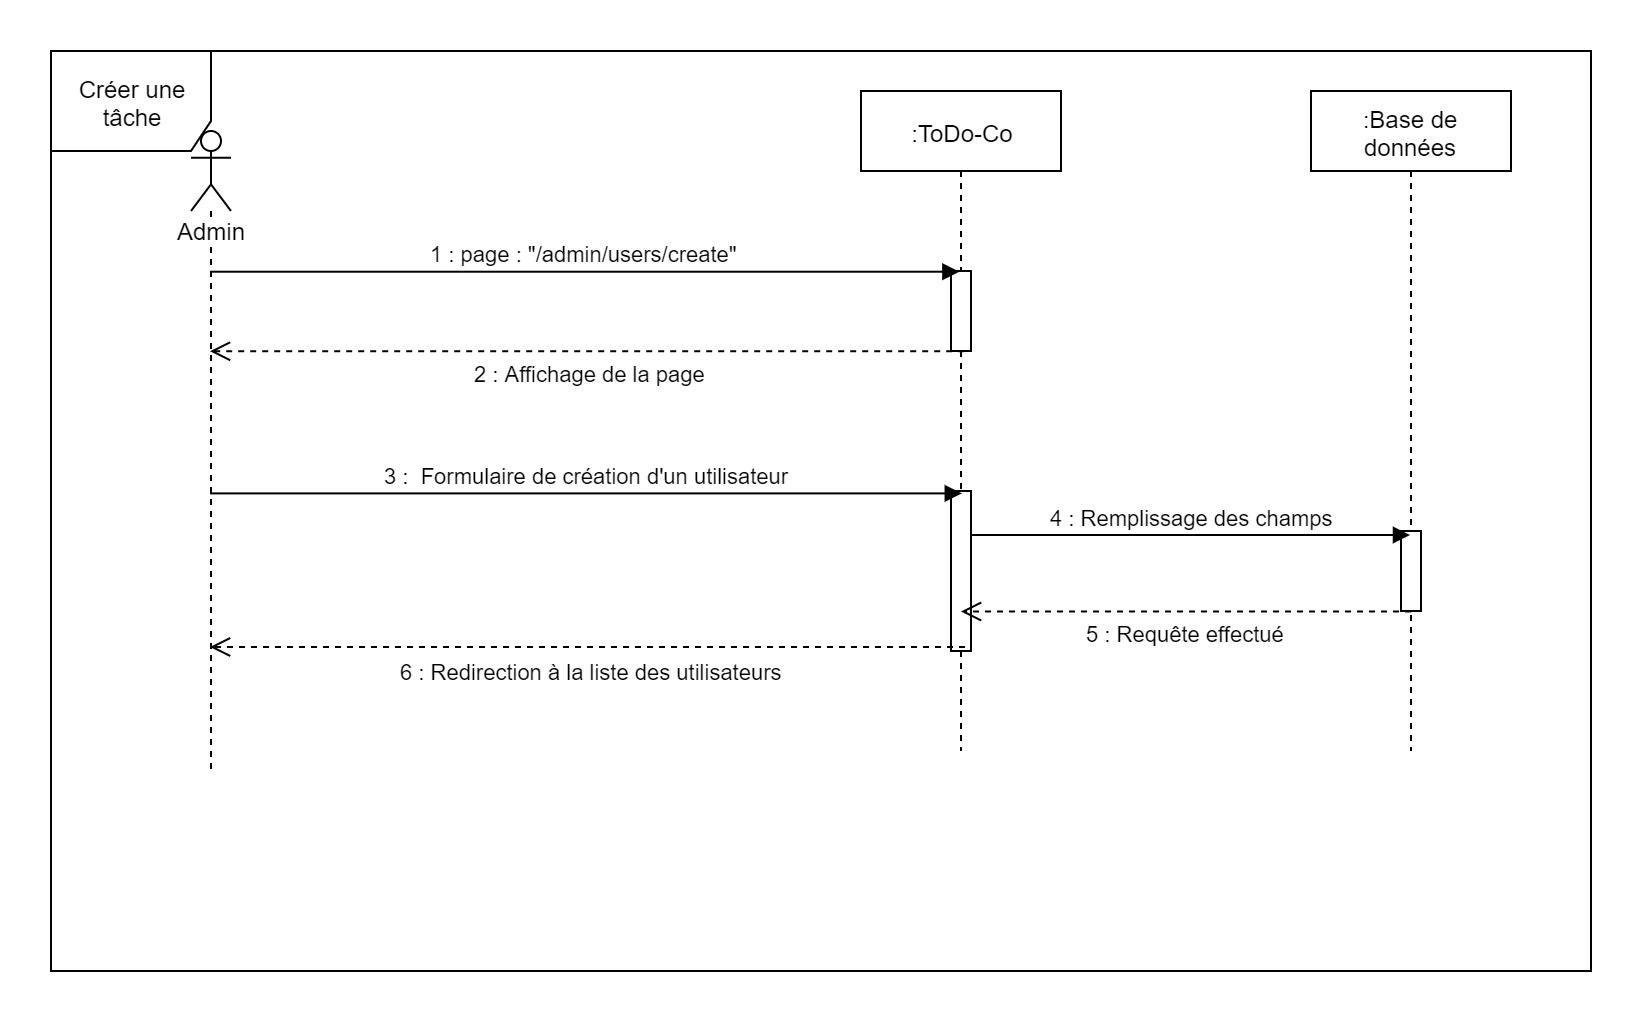 Créer une
tâche
:ToDo-Co
:Base de
données
Admin
1 : page : "/admin/users/create"
2 : Affichage de la page
3 :  Formulaire de création d'un utilisateur
4 : Remplissage des champs
5 : Requête effectué
6 : Redirection à la liste des utilisateurs